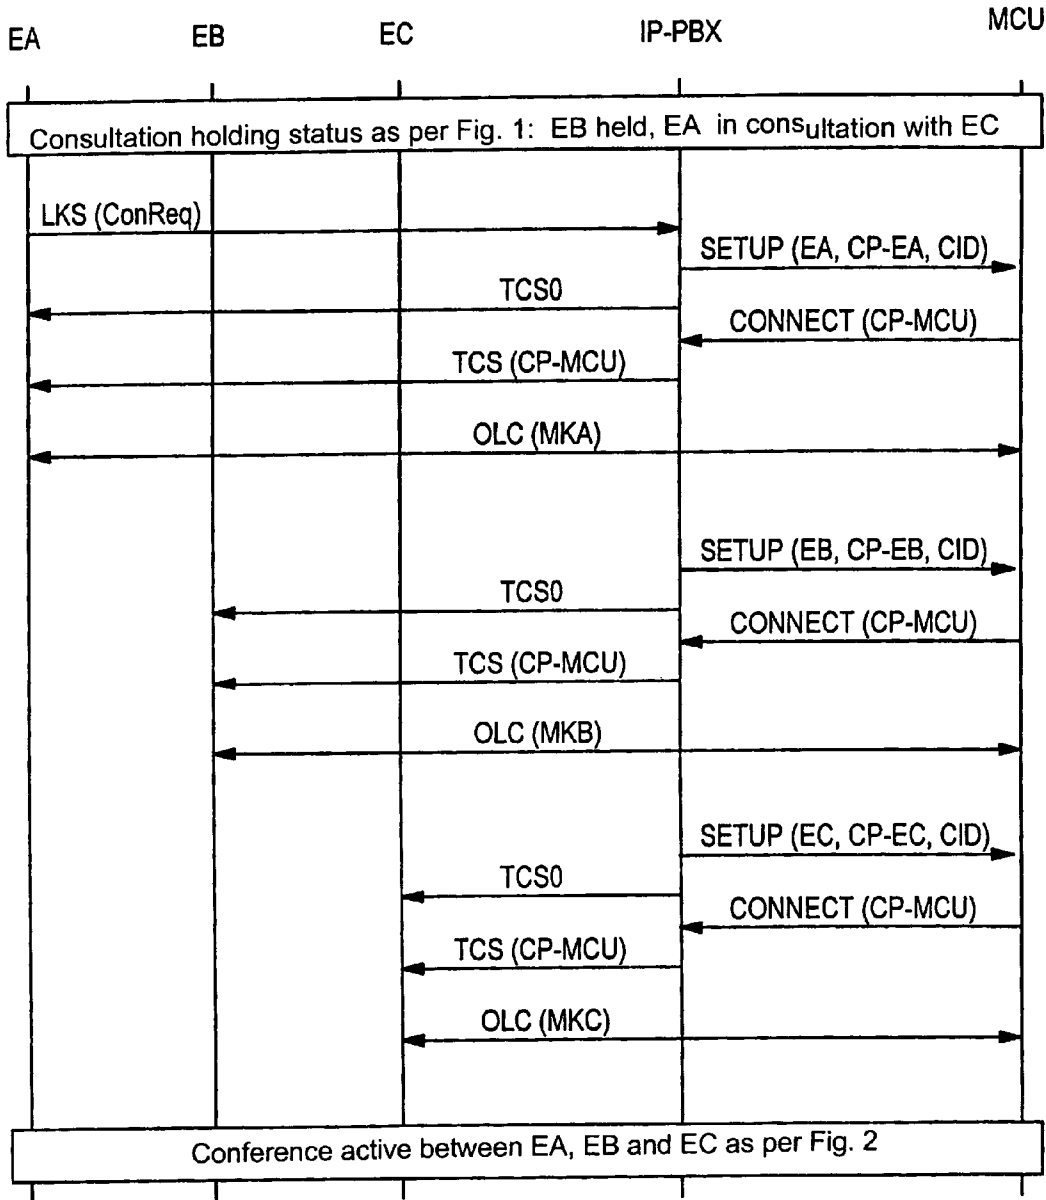 EA EB EC IP-PBX MCU
Consultation holding status as per Fig. 1: EB held, EA in consultation with EC
LKS (ConReq)
SETUP (EA, CP-EA, CID)
TCS0
CONNECT (CP-MCU)
TCS (CP-MCU)
OLC (MKA)
SETUP (EB, CP-EB, CID)
TCS0
CONNECT (CP-MCU)
TCS (CP-MCU)
OLC (MKB)
SETUP (EC, CP-EC, CID)
TCS0
CONNECT (CP-MCU)
TCS (CP-MCU)
OLC (MKC)
Conference active between EA, EB and EC as per Fig. 2